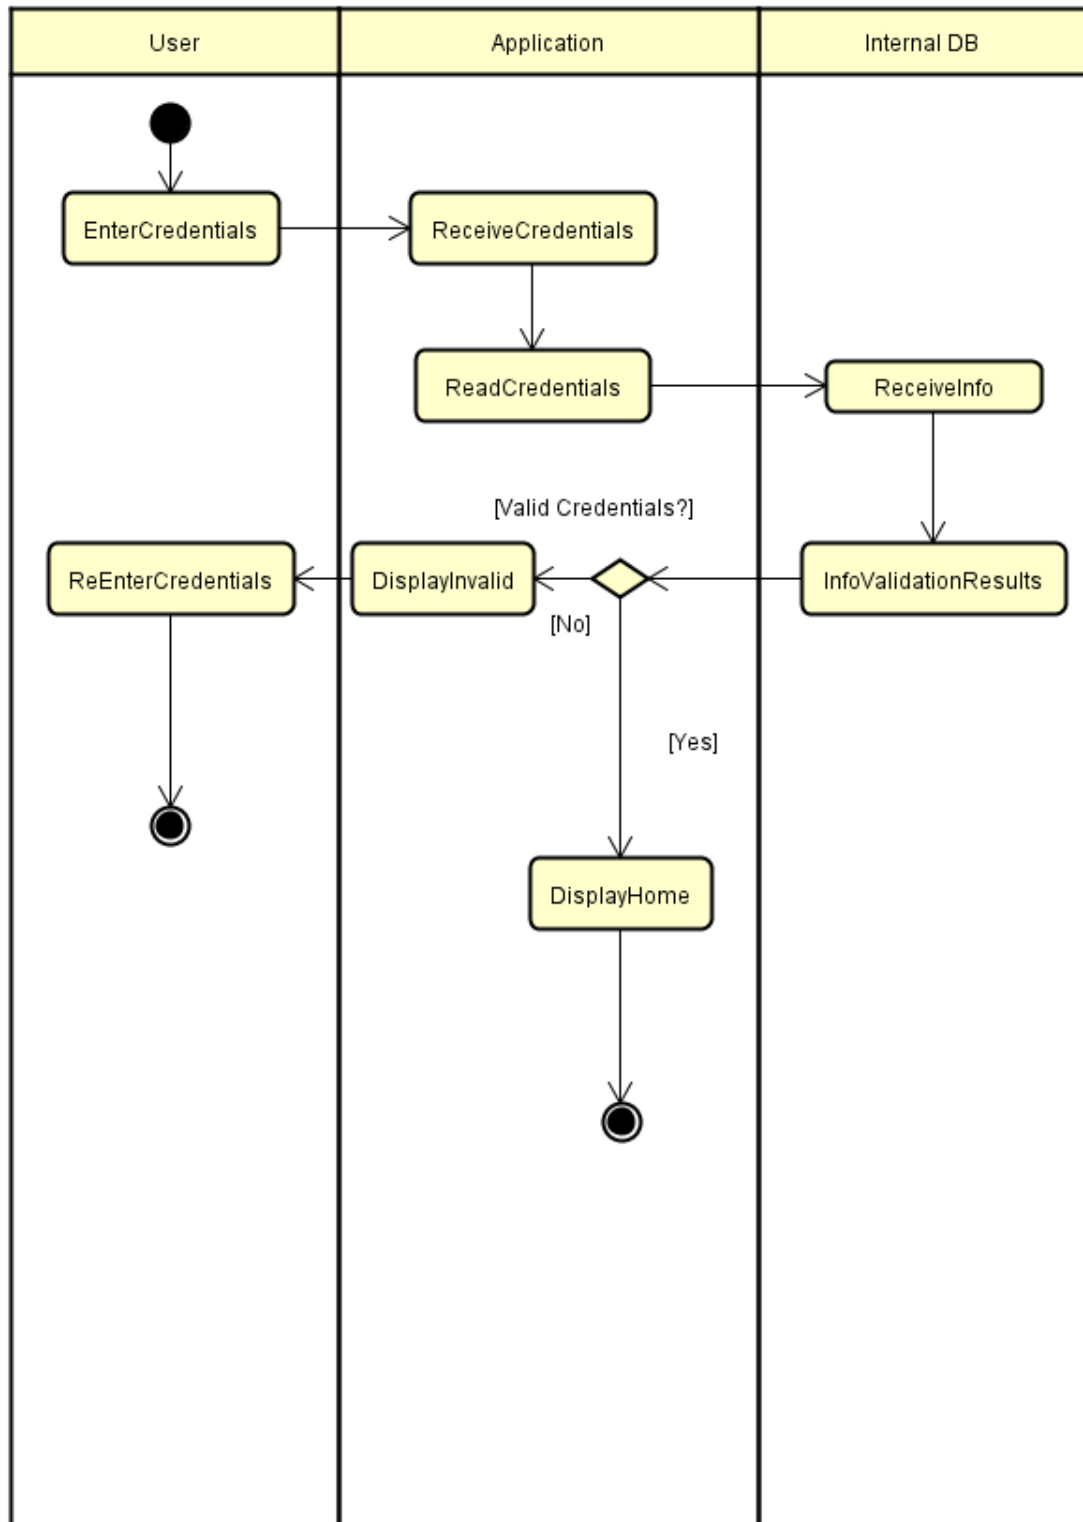 User
Application
Internal DB
EnterCredentials
ReceiveCredentials
ReadCredentials
ReceiveInfo
[Valid Credentials?]
ReEnterCredentials
DisplayInvalid
InfoValidationResults
[No]
[Yes]
DisplayHome